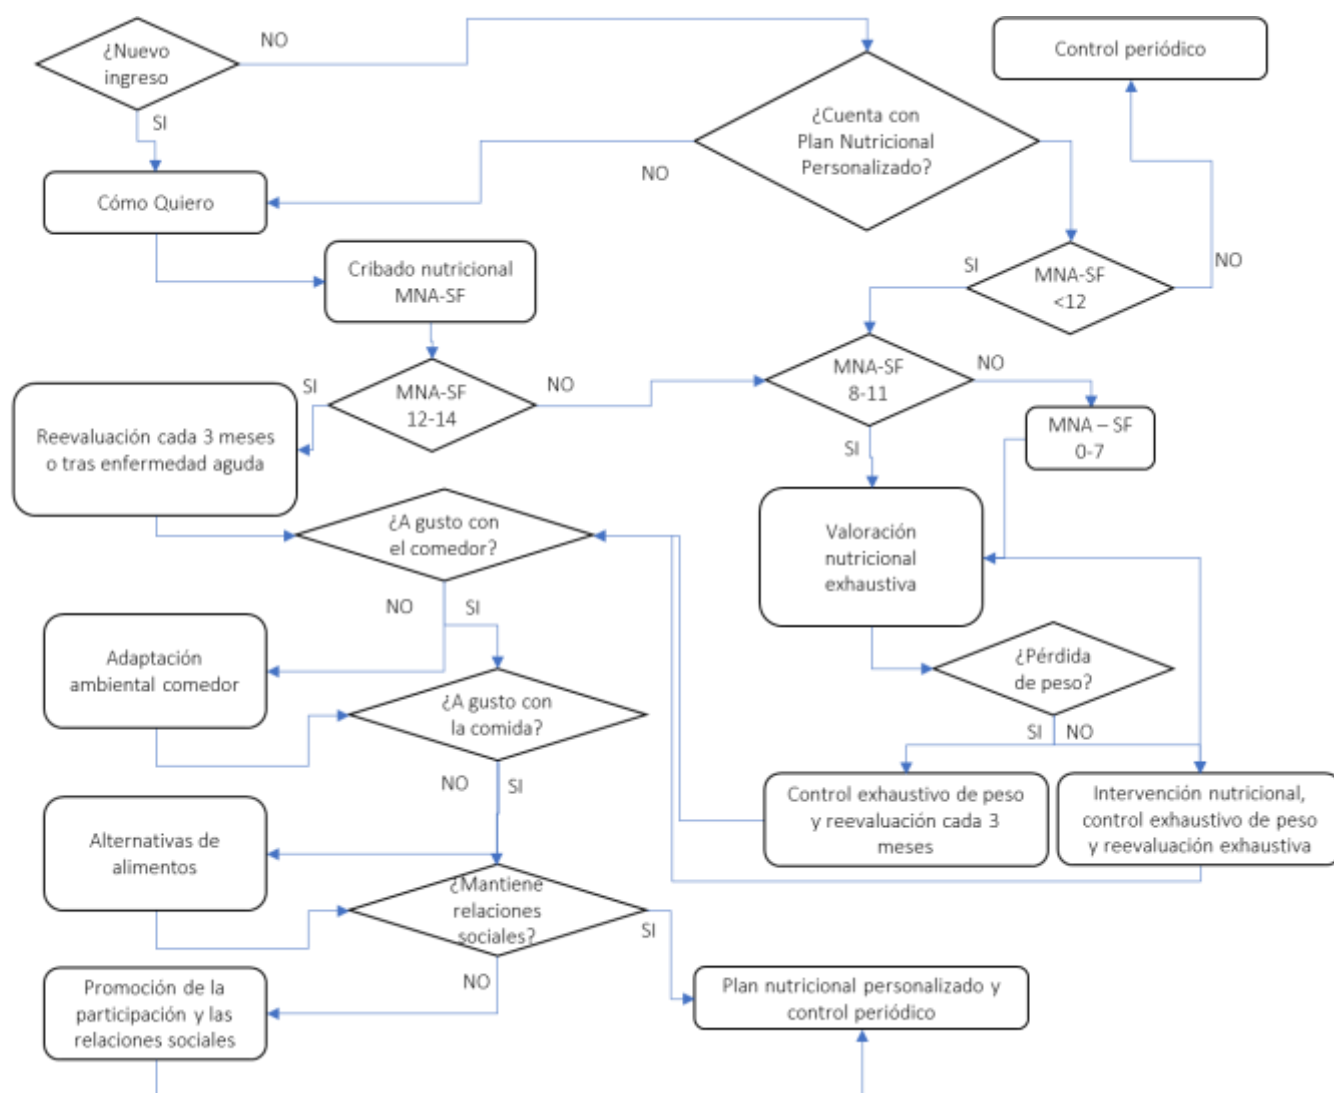 ¿Nuevo
ingreso
NO
SI
Control periódico
¿Cuenta con
Plan Nutricional
Personalizado?
NO
Cómo Quiero
Cribado nutricional
MNA-SF
SI
MNA-SF
<12
NO
MNA-SF
12-14
SI
NO
MNA-SF
8-11
NO
SI
MNA – SF
0-7
Reevaluación cada 3 meses
o tras enfermedad aguda
¿A gusto con
el comedor?
NO
SI
Valoración
nutricional
exhaustiva
Adaptación
ambiental comedor
¿Pérdida
de peso?
SI
NO
¿A gusto con
la comida?
NO
SI
Control exhaustivo de peso
y reevaluación cada 3
meses
Intervención nutricional,
control exhaustivo de peso
y reevaluación exhaustiva
Alternativas de
alimentos
¿Mantiene
relaciones
sociales?
SI
NO
Promoción de la
participación y las
relaciones sociales
Plan nutricional personalizado y
control periódico